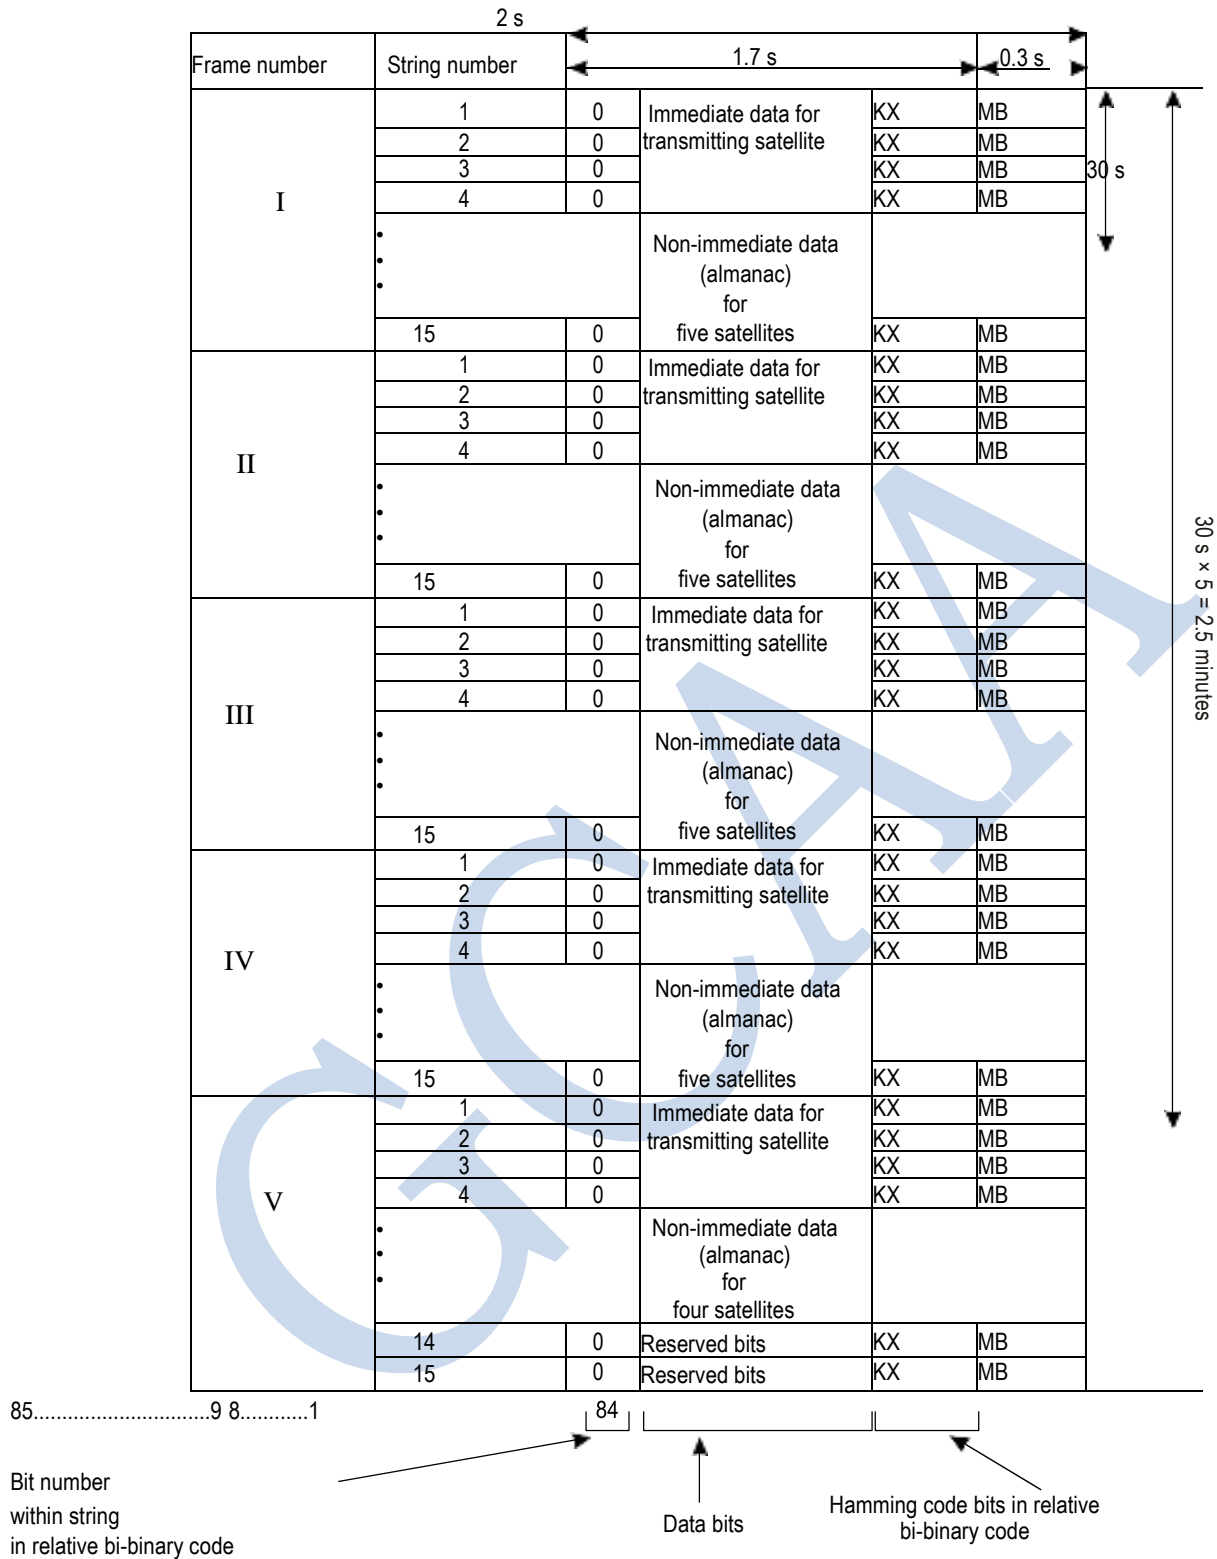 2 s
1.7 s
0.3 s
Frame number String number
1 0 Immediate data for KX MB
2 0 transmitting satellite KX MB
3 0 KX MB
30 s
I 4 0 KX MB
•
• Non-immediate data
• (almanac)
for
15 0 five satellites KX MB
1 0 Immediate data for KX MB
2 0 transmitting satellite KX MB
3 0 KX MB
II 4 0 KX MB
•
• Non-immediate data
• (almanac)
for
15 0 five satellites KX MB
1 0 Immediate data for KX MB
2 0 transmitting satellite KX MB
3 0 KX MB
III 4 0 KX MB
•
• Non-immediate data
• (almanac)
for
15 0 five satellites KX MB
1 0 Immediate data for KX MB
2 0 transmitting satellite KX MB
3 0 KX MB
IV 4 0 KX MB
•
• Non-immediate data
• (almanac)
for
15 0 five satellites KX MB
1 0 Immediate data for KX MB
2 0 transmitting satellite KX MB
3 0 KX MB
V 4 0 KX MB
•
• Non-immediate data
• (almanac)
for
four satellites
14 0 Reserved bits KX MB
15 0 Reserved bits KX MB
30 s × 5 = 2.5 minutes
GCAA
85...............................9 8............1 84
Bit number
within string
in relative bi-binary code
Data bits
Hamming code bits in relative
bi-binary code